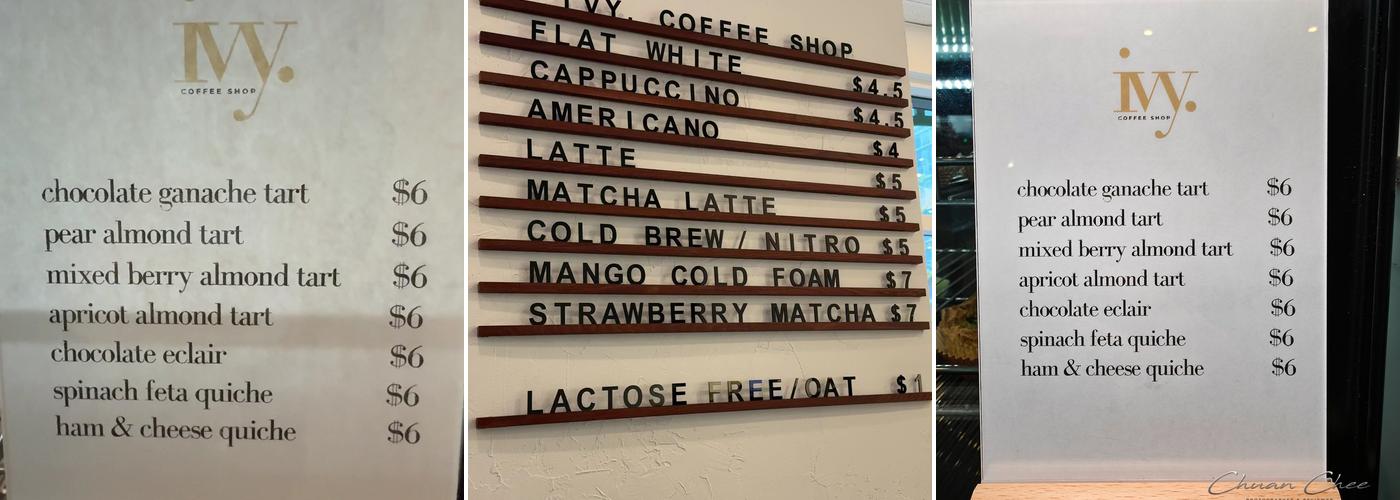 ivy.
COFFEE SHOP
chocolate ganache tart $6
pear almond tart $6
mixed berry almond tart $6
apricot almond tart $6
chocolate eclair $6
spinach feta quiche $6
ham & cheese quiche $6
IVY. COFFEE SHOP
FLAT WHITE $4.5
CAPPUCCINO $4.5
AMERICANO $4
LATTE $5
MATCHA LATTE $5
COLD BREW / NITRO $5
MANGO COLD FOAM $7
STRAWBERRY MATCHA $7
LACTOSE FREE/OAT $1
ivy.
COFFEE SHOP
chocolate ganache tart $6
pear almond tart $6
mixed berry almond tart $6
apricot almond tart $6
chocolate eclair $6
spinach feta quiche $6
ham & cheese quiche $6
Chuan Chee